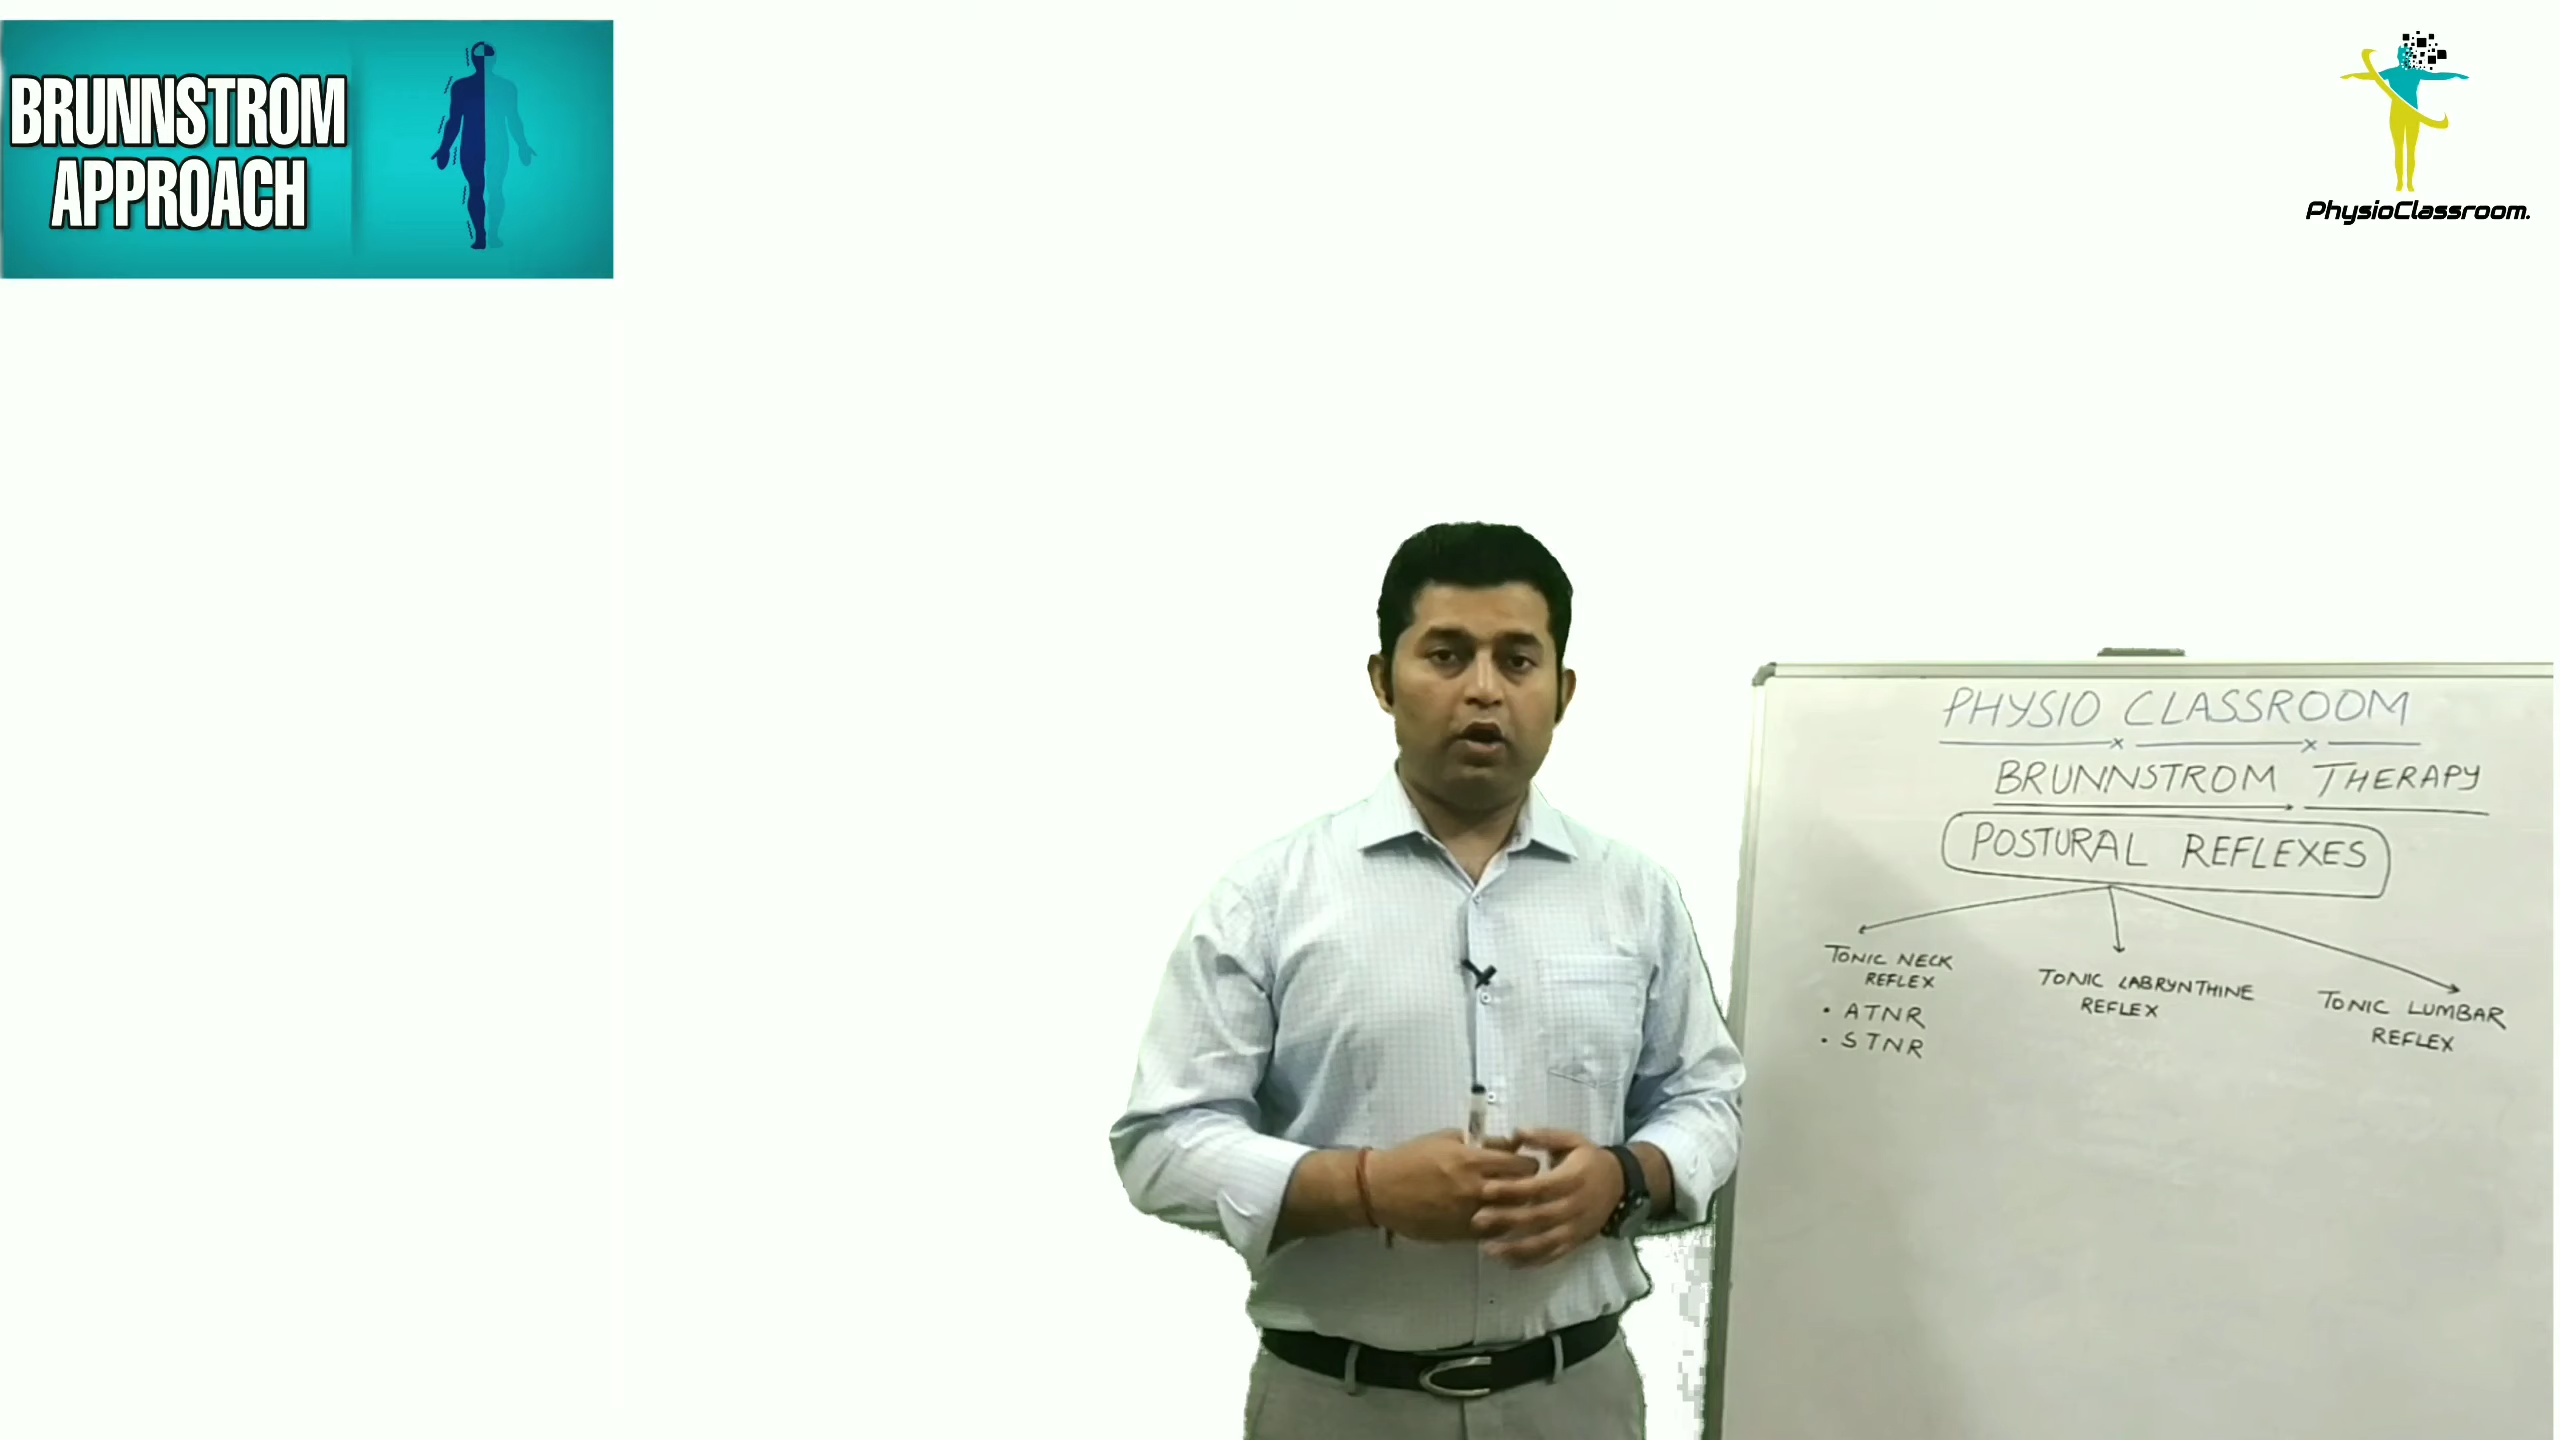 BRUNNSTROM
APPROACH
PhysioClassroom.
PHYSIO CLASSROOM
BRUNNSTROM THERAPY
POSTURAL REFLEXES
TONIC NECK
REFLEX
• ATNR
• STNR
TONIC LABRYNTHINE
REFLEX
TONIC LUMBAR
REFLEX